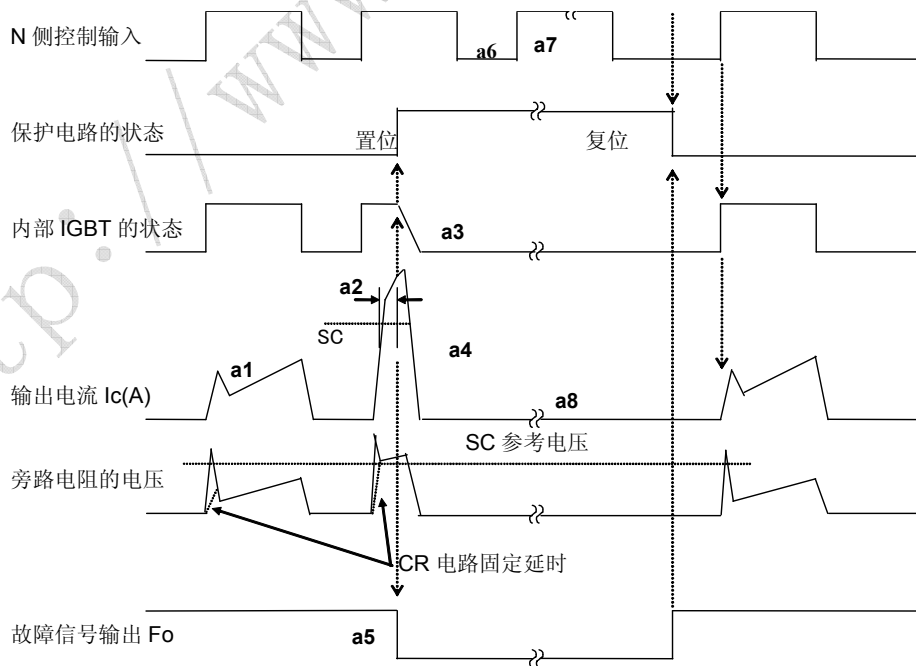 N 侧控制输入
a6
a7
保护电路的状态
置位
复位
内部 IGBT 的状态
a3
a2
SC
a4
a1
输出电流 Ic(A)
a8
SC 参考电压
旁路电阻的电压
CR 电路固定延时
故障信号输出 Fo
a5